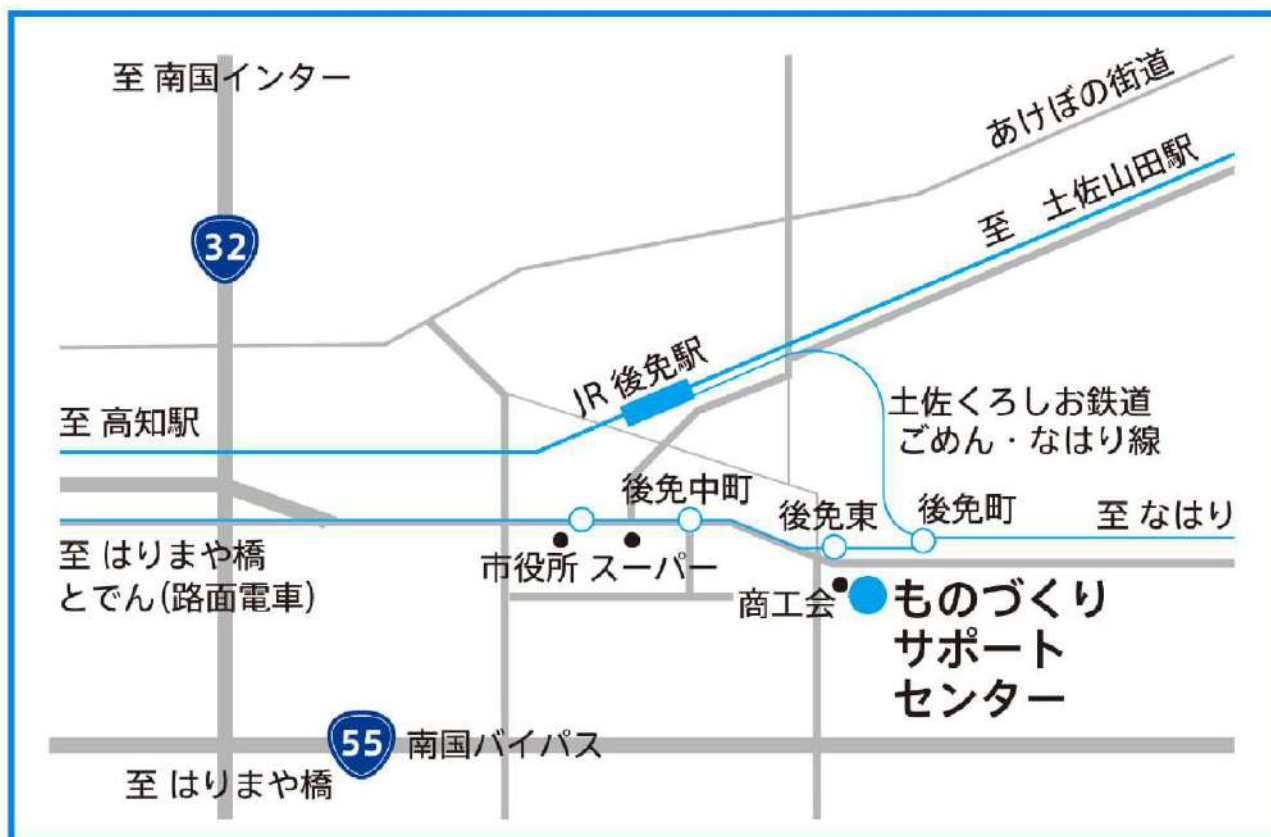 至 南国インター
あけぼの街道
至 土佐山田駅
32
JR 後免駅
至 高知駅
土佐くろしお鉄道
ごめん・なはり線
後免中町
後免東
後免町
至 なはり
至 はりまや橋
とでん(路面電車)
市役所
スーパー
商工会
ものづくり
サポート
センター
55
南国バイパス
至 はりまや橋